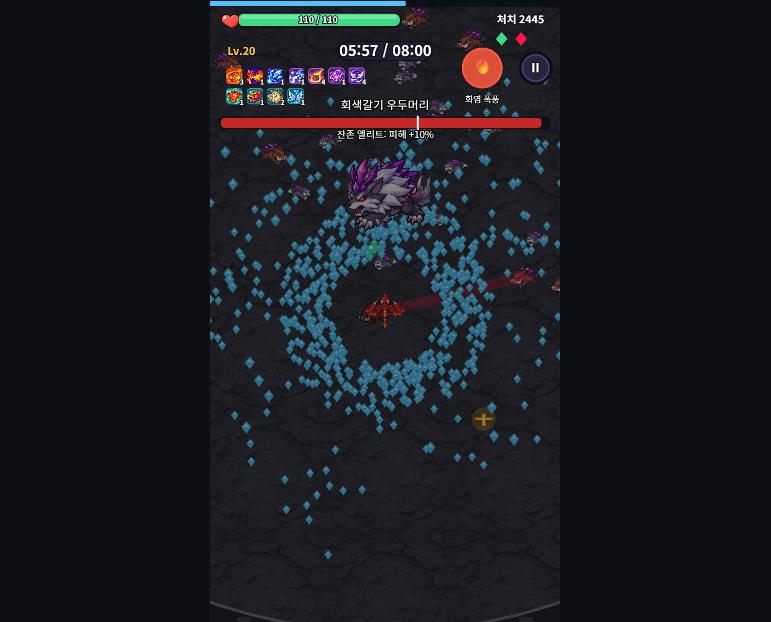 110 / 110
처치 2445
Lv.20
05:57 / 08:00
화염 폭풍
회색갈기 우두머리
잔존 엘리트: 피해 +10%